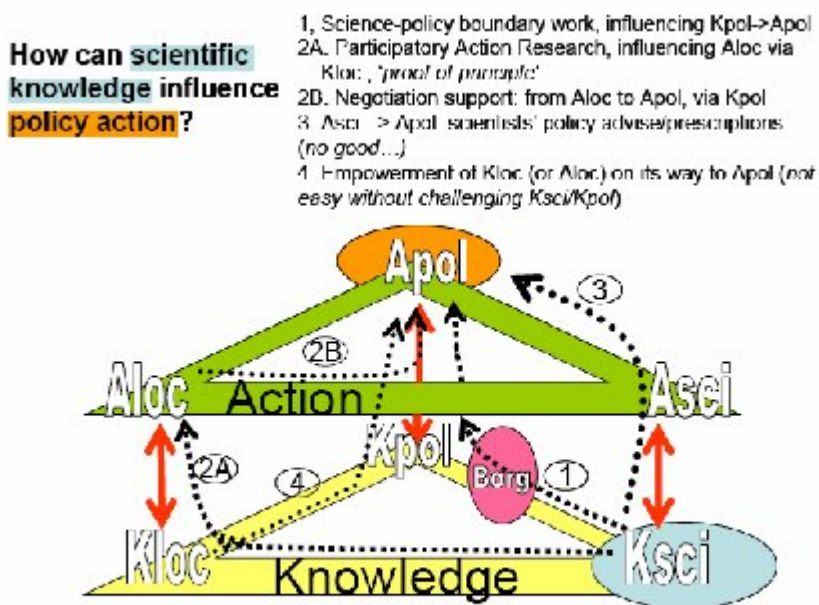 How can scientific
knowledge influence
policy action?
1, Science-policy boundary work, influencing Kpol->Apol
2A. Participatory Action Research, influencing Aloc via
Kloc , 'proof of principle'
2B. Negotiation support: from Aloc to Apol, via Kpol
3 Asci -> Apol scientists' policy advise/prescriptions
(no good...)
4 Empowerment of Kloc (or Aloc) on its way to Apol (not
easy without challenging Ksci/Kpol)
Apol
3
2B
Aloc
Action
Asci
Kpol
2A
4
Borg
1
Kloc
Knowledge
Ksci